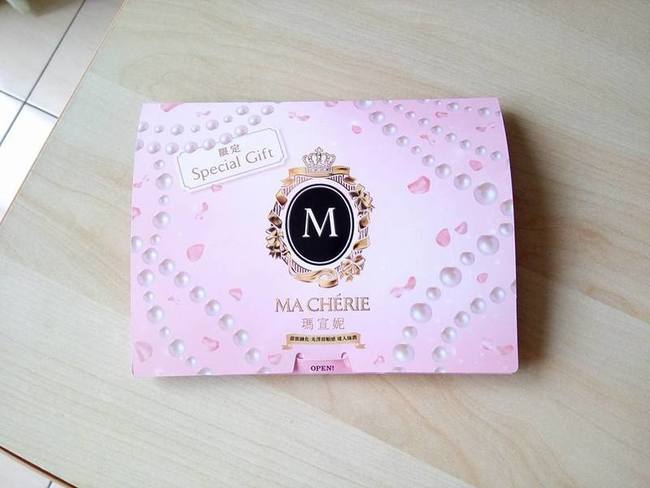 限定
Special Gift
M
MA CHÉRIE
瑪宣妮
OPEN!